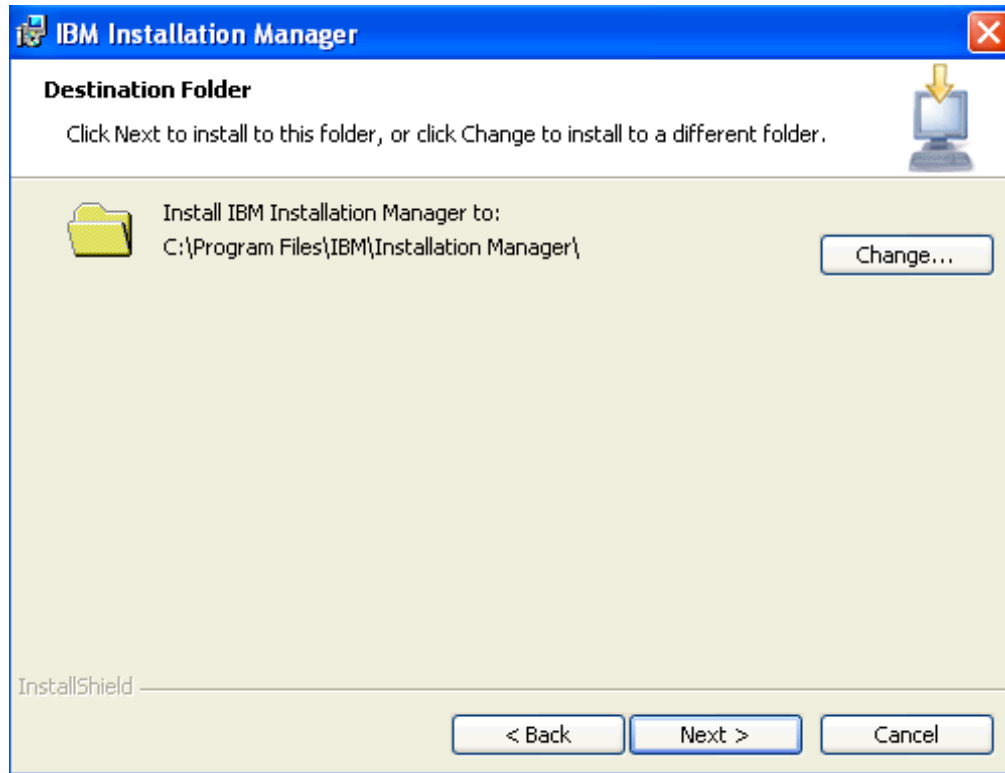 IBM Installation Manager
Destination Folder
Click Next to install to this folder, or click Change to install to a different folder.
Install IBM Installation Manager to:
C:\Program Files\IBM\Installation Manager\
Change...
InstallShield
< Back
Next >
Cancel